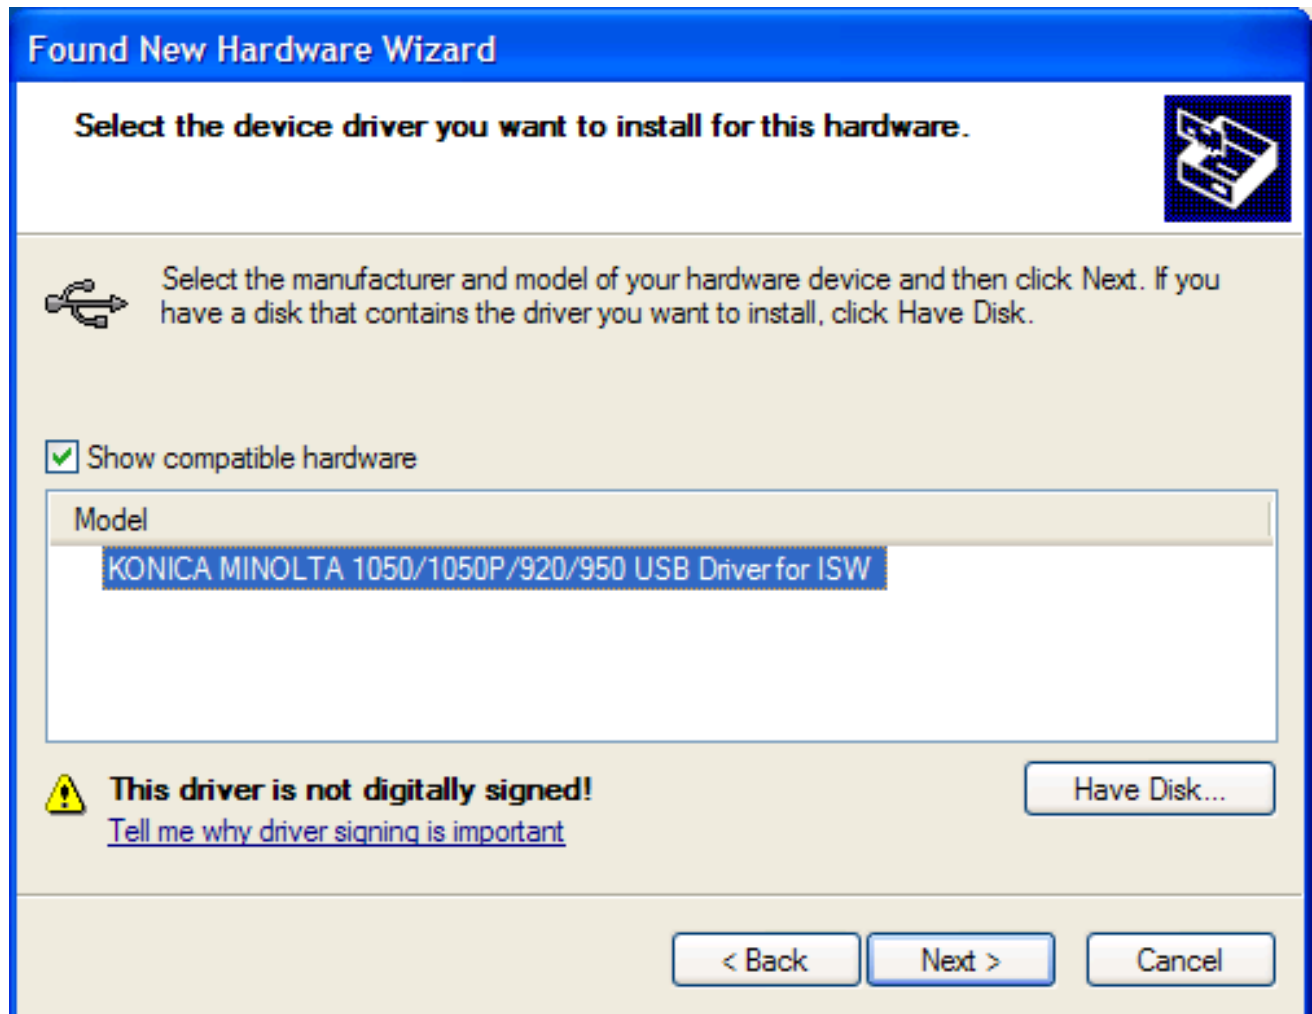 Found New Hardware Wizard
Select the device driver you want to install for this hardware.
Select the manufacturer and model of your hardware device and then click Next. If you
have a disk that contains the driver you want to install, click Have Disk.
Show compatible hardware
Model
KONICA MINOLTA 1050/1050P/920/950 USB Driver for ISW
This driver is not digitally signed!
Have Disk...
Tell me why driver signing is important
< Back Next > Cancel